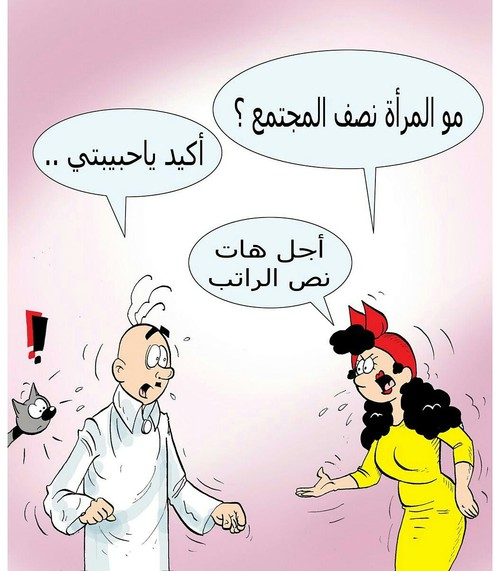 مو المرأة نصف المجتمع ؟
أكيد ياحبيبتي ..
أجل هات
نص الراتب
!!